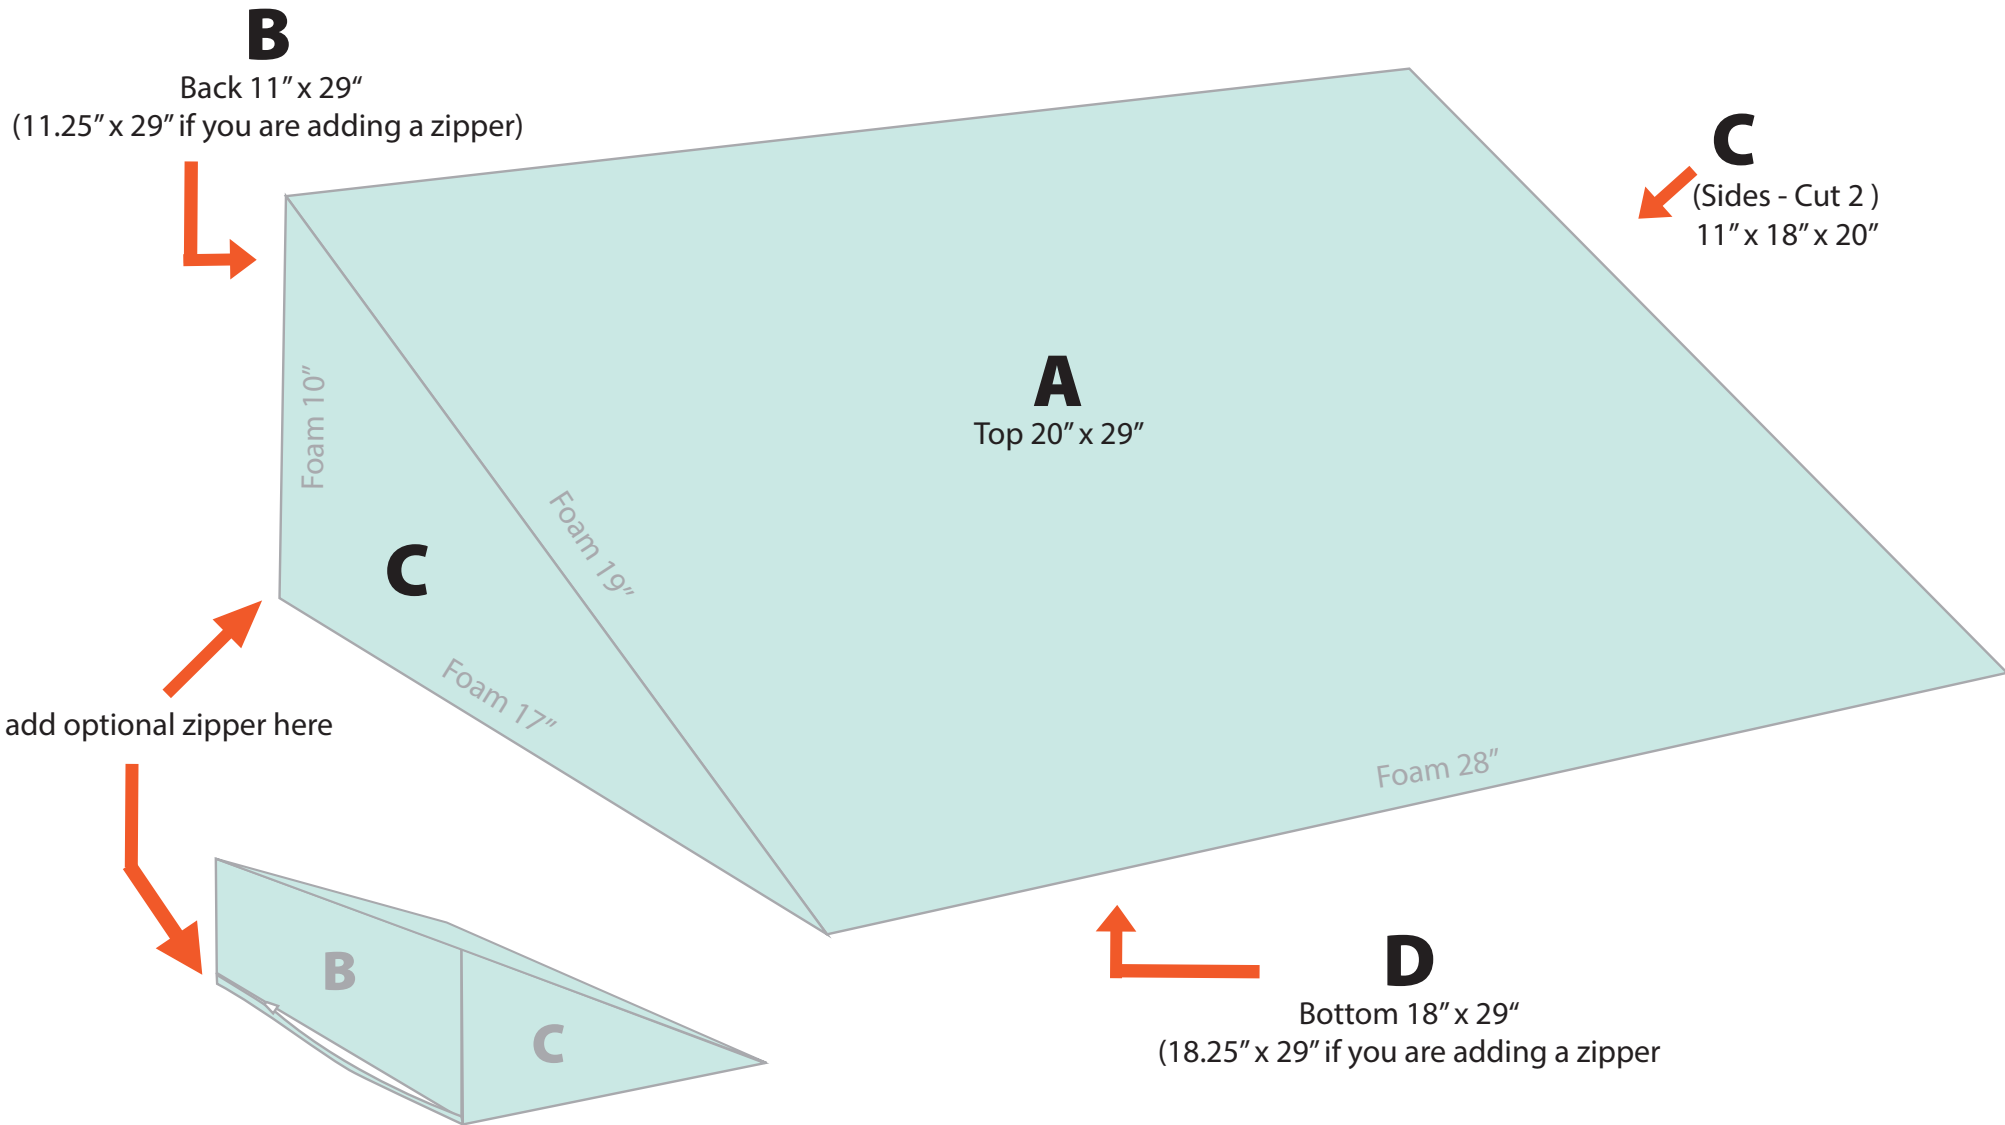 B
Back 11” x 29“
(11.25” x 29” if you are adding a zipper)
C
(Sides - Cut 2 )
11” x 18” x 20”
A
Top 20” x 29”
Foam 10”
Foam 19”
C
Foam 17”
add optional zipper here
Foam 28”
B
C
D
Bottom 18” x 29“
(18.25” x 29” if you are adding a zipper